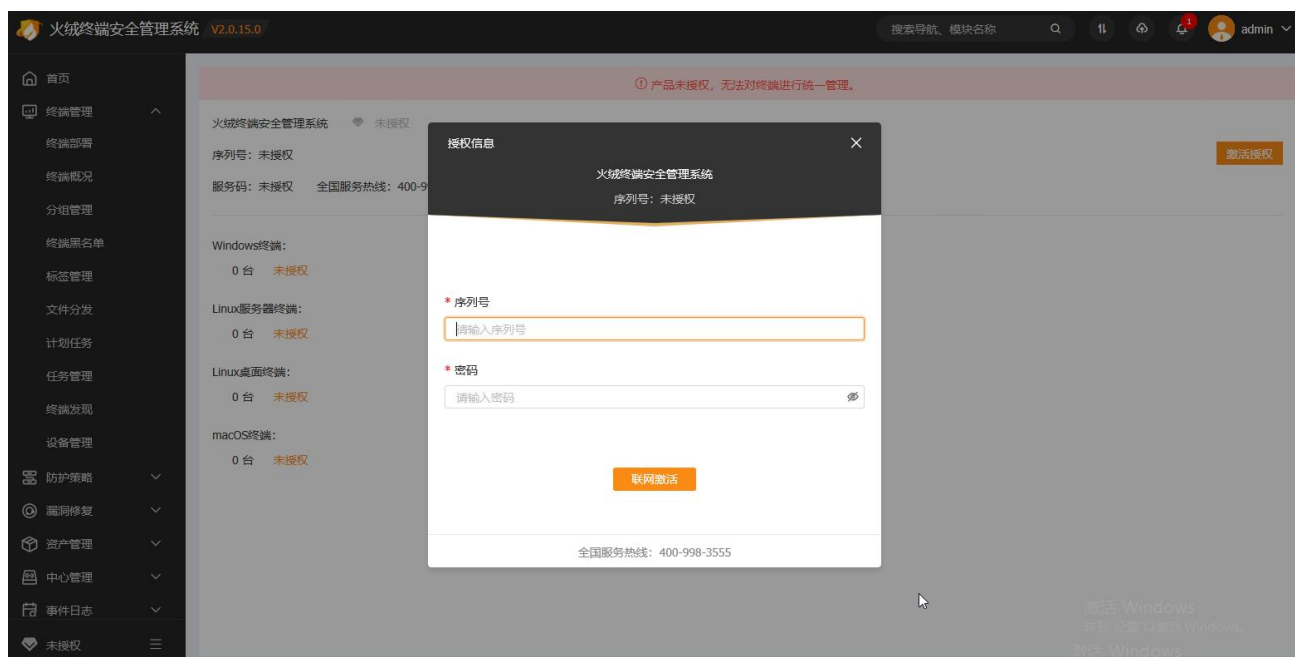 火绒终端安全管理系统 V2.0.15.0
搜索导航、模块名称
1
admin
首页
终端管理
终端部署
终端概况
分组管理
终端黑名单
标签管理
文件分发
计划任务
任务管理
终端发现
设备管理
防护策略
漏洞修复
资产管理
中心管理
事件日志
未授权
产品未授权，无法对终端进行统一管理。
火绒终端安全管理系统 未授权
序列号：未授权
激活授权
服务码：未授权 全国服务热线：400-9
Windows终端：
0 台 未授权
Linux服务器终端：
0 台 未授权
Linux桌面终端：
0 台 未授权
macOS终端：
0 台 未授权
授权信息
火绒终端安全管理系统
序列号：未授权
* 序列号
请输入序列号
* 密码
请输入密码
联网激活
全国服务热线：400-998-3555
激活 Windows
转到"设置"以激活 Windows。
激活 Windows